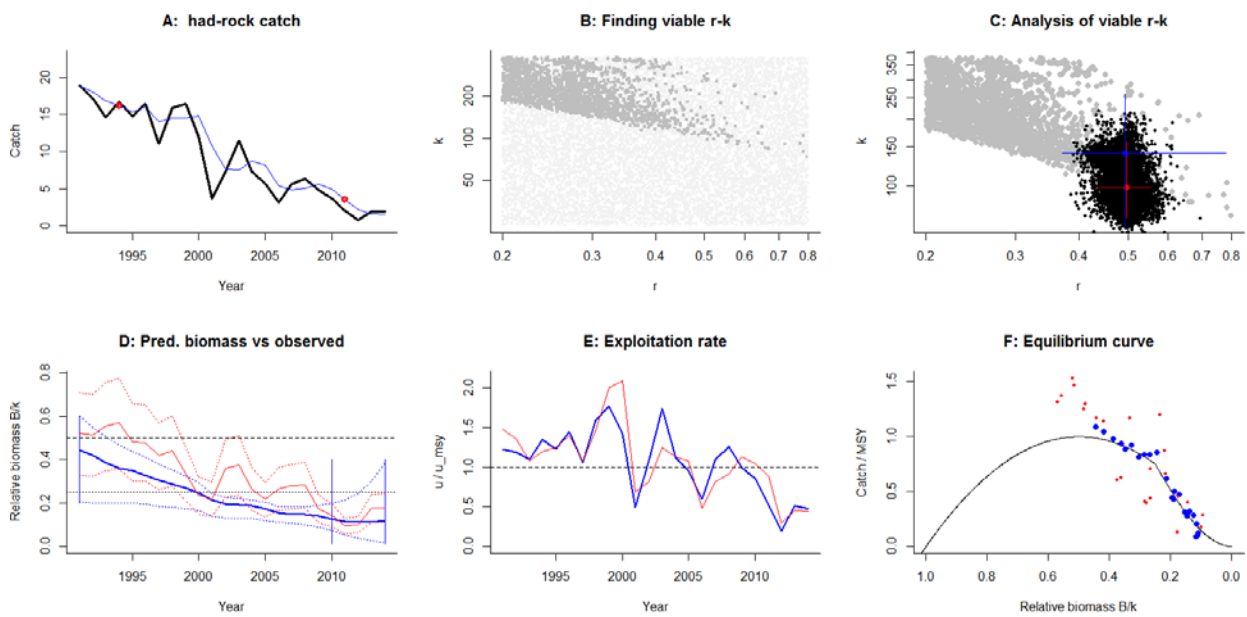 A: had-rock catch
Catch
20
15
10
5
0
1995 2000 2005 2010
Year
B: Finding viable r-k
k
200
100
50
0.2 0.3 0.4 0.5 0.6 0.7 0.8
r
C: Analysis of viable r-k
k
350
250
150
100
0.2 0.3 0.4 0.5 0.6 0.7 0.8
r
D: Pred. biomass vs observed
Relative biomass B/k
0.8
0.6
0.4
0.2
0.0
1995 2000 2005 2010
Year
E: Exploitation rate
u / u_msy
2.0
1.5
1.0
0.5
0.0
1995 2000 2005 2010
Year
F: Equilibrium curve
Catch / MSY
1.5
1.0
0.5
0.0
1.0 0.8 0.6 0.4 0.2 0.0
Relative biomass B/k